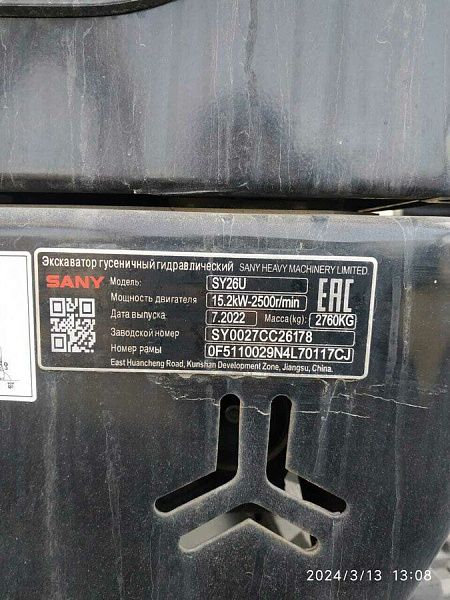 Экскаватор гусеничный гидравлический SANY HEAVY MACHINERY LIMITED.
SANY Модель: SY26U EAC
Мощность двигателя 15.2kW-2500r/min
Дата выпуска 7.2022 Масса(kg): 2760KG
Заводской номер SY0027CC26178
Номер рамы 0F5110029N4L70117CJ
East Huancheng Road, Kunshan Development Zone, Jiangsu, China.
2024/3/13 13:08